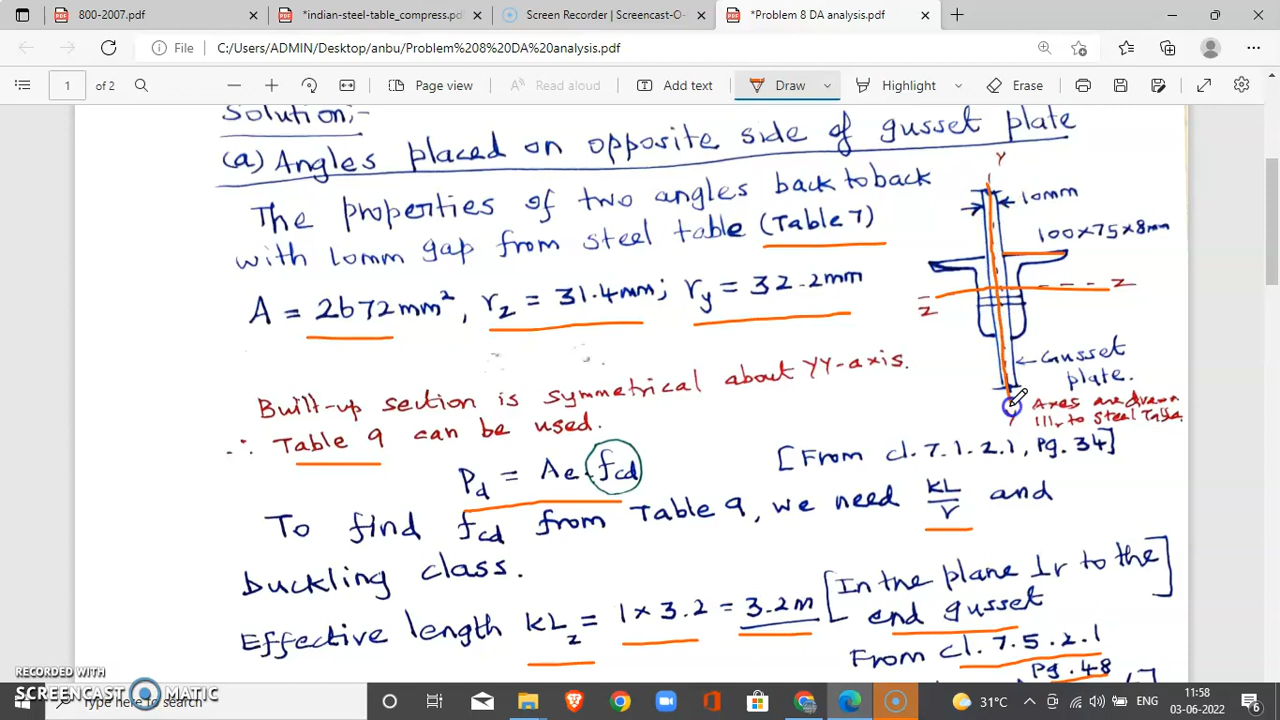 800-2007.pdf
*indian-steel-table_compress.pdf
Screen Recorder | Screencast-O-
*Problem 8 DA analysis.pdf
File
C:/Users/ADMIN/Desktop/anbu/Problem%208%20DA%20analysis.pdf
1 of 2
Page view
Read aloud
Add text
Draw
Highlight
Erase
Solution:-
(a) Angles placed on opposite side of gusset plate
The properties of two angles back to back
with 10mm gap from steel table (Table 7)
A = 2672mm², rz = 31.4mm; ry = 32.2mm
Y
10mm
100x75x8mm
Z
Z
Gusset
plate.
Y
Axes are drawn
lllr to steel Table.
Built-up section is symmetrical about YY-axis.
∴ Table 9 can be used.
Pd = Ae.fcd
[From cl. 7.1.2.1, Pg. 34]
To find fcd from Table 9, we need KL/r and
buckling class.
Effective length KLz = 1 x 3.2 = 3.2m [In the plane ⊥r to the
end gusset]
From cl. 7.5.2.1
Pg. 48
RECORDED WITH
SCREENCAST MATIC
Type here to search
31°C
ENG
11:58
03-06-2022
6